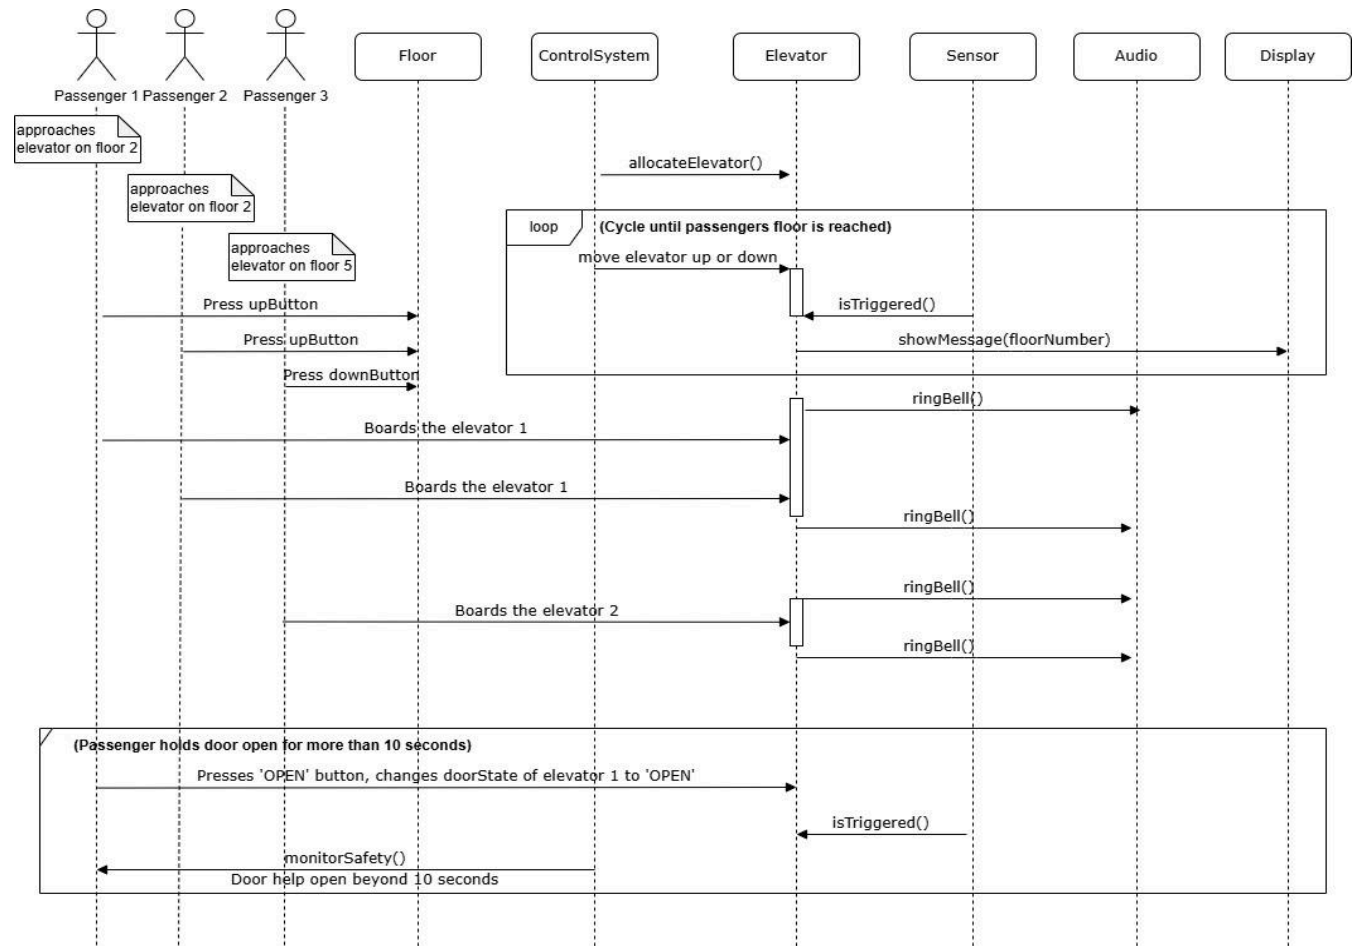 Floor
ControlSystem
Elevator
Sensor
Audio
Display
Passenger 1
Passenger 2
Passenger 3
approaches
elevator on floor 2
approaches
elevator on floor 2
approaches
elevator on floor 5
allocateElevator()
loop
(Cycle until passengers floor is reached)
move elevator up or down
Press upButton
isTriggered()
Press upButton
showMessage(floorNumber)
Press downButton
ringBell()
Boards the elevator 1
Boards the elevator 1
ringBell()
ringBell()
Boards the elevator 2
ringBell()
(Passenger holds door open for more than 10 seconds)
Presses 'OPEN' button, changes doorState of elevator 1 to 'OPEN'
isTriggered()
monitorSafety()
Door help open beyond 10 seconds